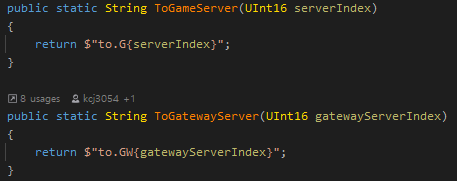 public static String ToGameServer(UInt16 serverIndex)
{
return $"to.G{serverIndex}";
}
8 usages kcj3054 +1
public static String ToGatewayServer(UInt16 gatewayServerIndex)
{
return $"to.GW{gatewayServerIndex}";
}